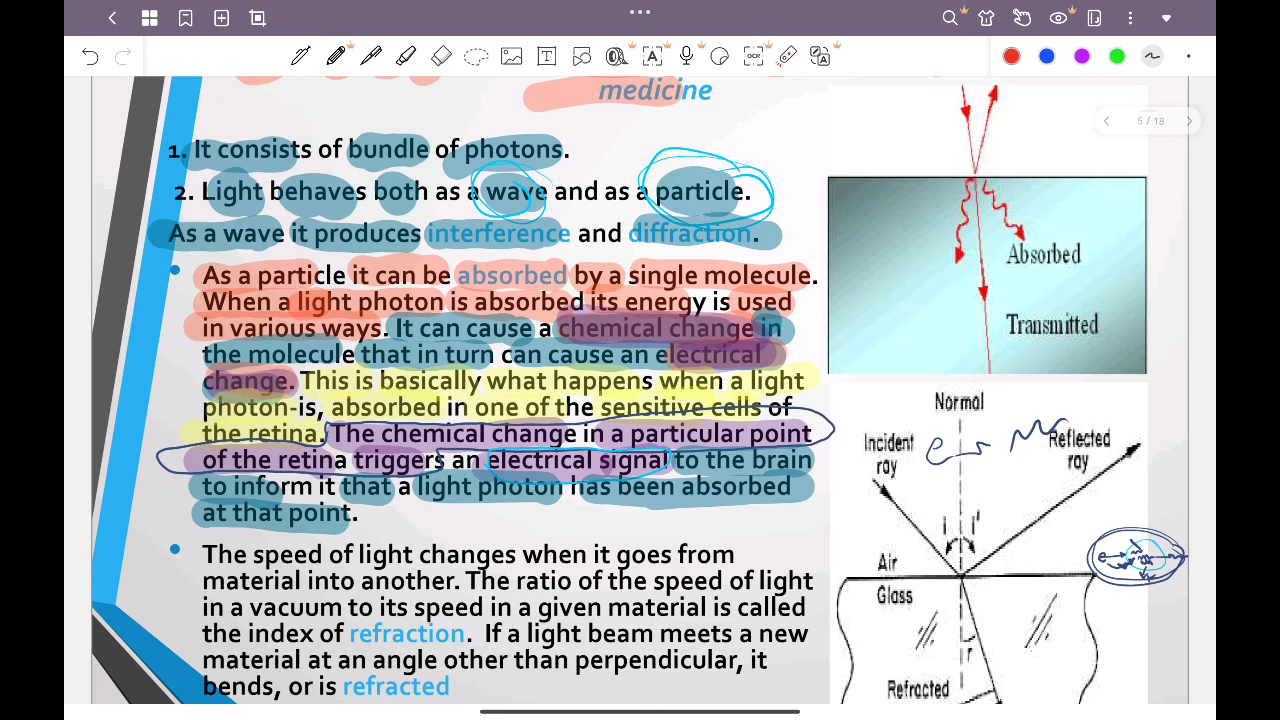 5 / 18
medicine
1. It consists of bundle of photons.
2. Light behaves both as a wave and as a particle.
As a wave it produces interference and diffraction.
• As a particle it can be absorbed by a single molecule.
When a light photon is absorbed its energy is used
in various ways. It can cause a chemical change in
the molecule that in turn can cause an electrical
change. This is basically what happens when a light
photon-is, absorbed in one of the sensitive cells of
the retina. The chemical change in a particular point
of the retina triggers an electrical signal to the brain
to inform it that a light photon has been absorbed
at that point.
• The speed of light changes when it goes from
material into another. The ratio of the speed of light
in a vacuum to its speed in a given material is called
the index of refraction. If a light beam meets a new
material at an angle other than perpendicular, it
bends, or is refracted
Absorbed
Transmitted
Normal
Incident ray
Reflected ray
i i'
Air
Glass
r
Refracted